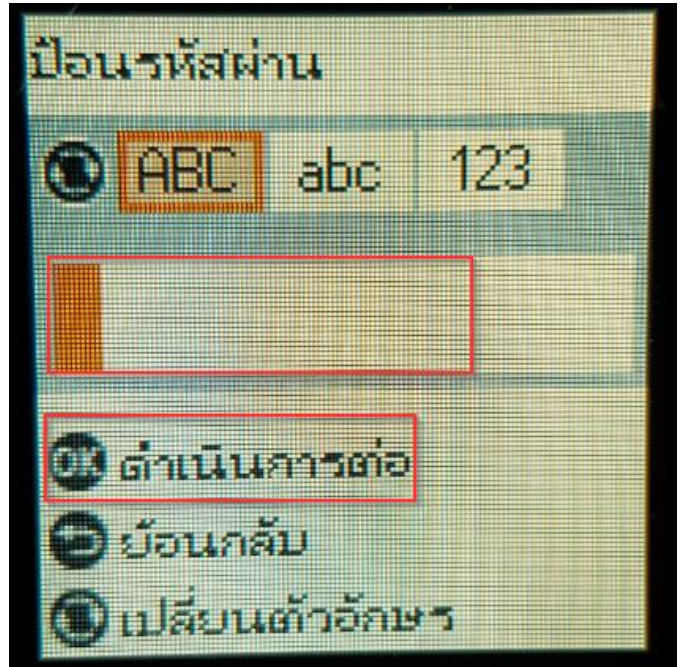 ป้อนรหัสผ่าน
ABC abc 123
OK ดำเนินการต่อ
ย้อนกลับ
เปลี่ยนตัวอักษร